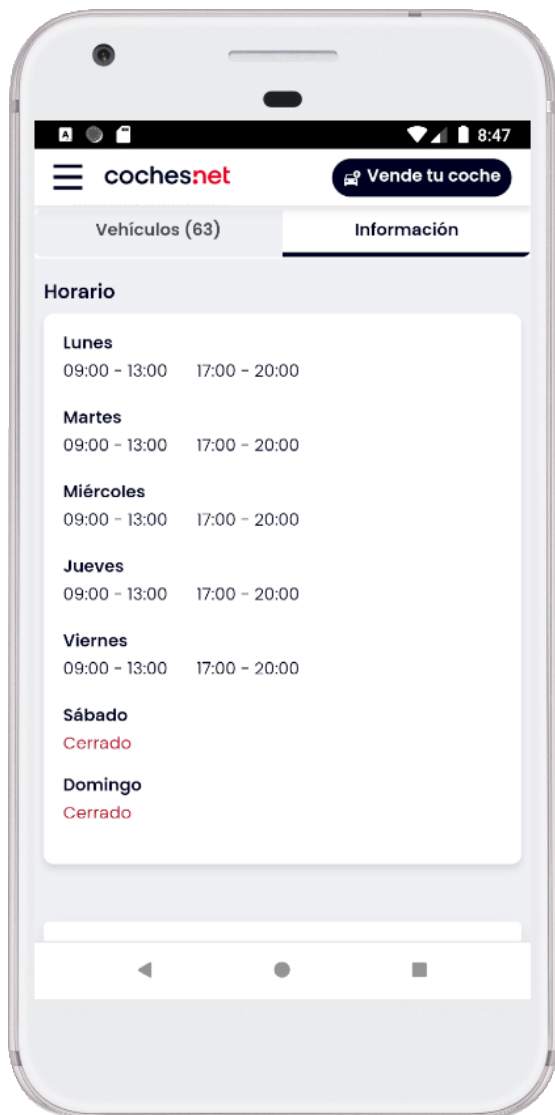 8:47
cochesnet
Vende tu coche
Vehículos (63) Información
Horario
Lunes
09:00 - 13:00 17:00 - 20:00
Martes
09:00 - 13:00 17:00 - 20:00
Miércoles
09:00 - 13:00 17:00 - 20:00
Jueves
09:00 - 13:00 17:00 - 20:00
Viernes
09:00 - 13:00 17:00 - 20:00
Sábado
Cerrado
Domingo
Cerrado